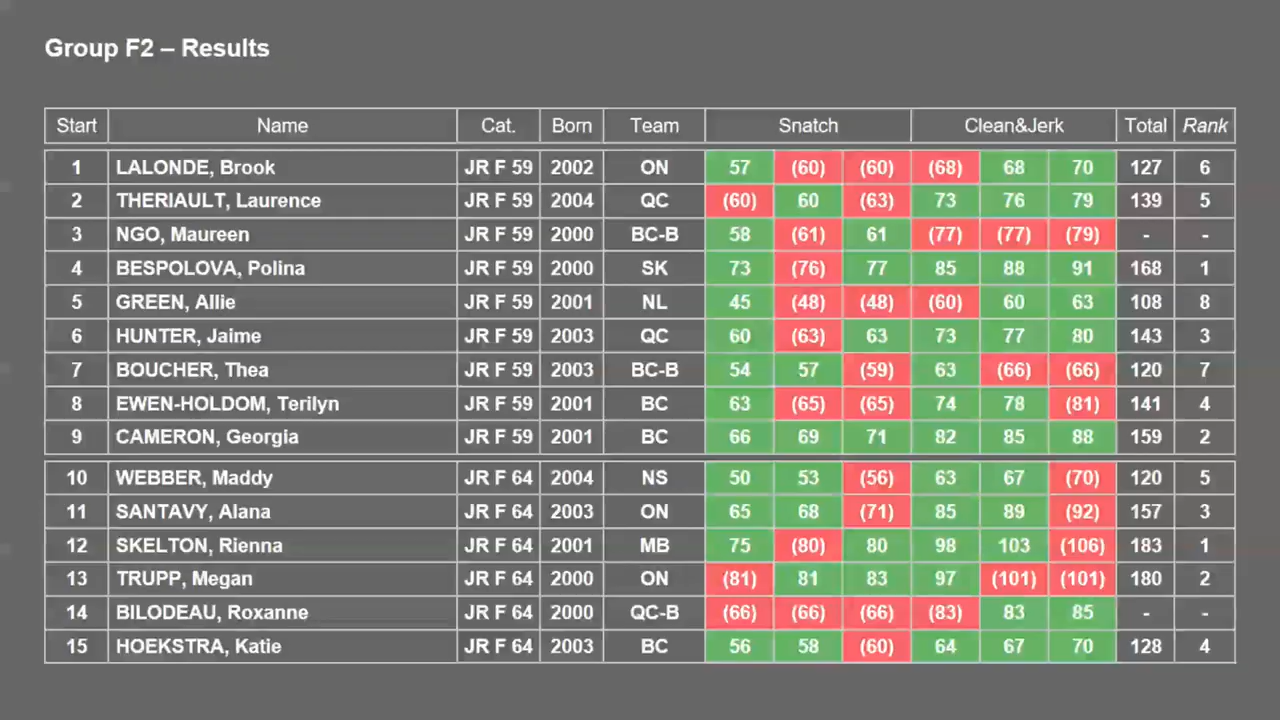 Group F2 – Results
Start Name Cat. Born Team Snatch Clean&Jerk Total Rank
1 LALONDE, Brook JR F 59 2002 ON 57 (60) (60) (68) 68 70 127 6
2 THERIAULT, Laurence JR F 59 2004 QC (60) 60 (63) 73 76 79 139 5
3 NGO, Maureen JR F 59 2000 BC-B 58 (61) 61 (77) (77) (79) - -
4 BESPOLOVA, Polina JR F 59 2000 SK 73 (76) 77 85 88 91 168 1
5 GREEN, Allie JR F 59 2001 NL 45 (48) (48) (60) 60 63 108 8
6 HUNTER, Jaime JR F 59 2003 QC 60 (63) 63 73 77 80 143 3
7 BOUCHER, Thea JR F 59 2003 BC-B 54 57 (59) 63 (66) (66) 120 7
8 EWEN-HOLDOM, Terilyn JR F 59 2001 BC 63 (65) (65) 74 78 (81) 141 4
9 CAMERON, Georgia JR F 59 2001 BC 66 69 71 82 85 88 159 2
10 WEBBER, Maddy JR F 64 2004 NS 50 53 (56) 63 67 (70) 120 5
11 SANTAVY, Alana JR F 64 2003 ON 65 68 (71) 85 89 (92) 157 3
12 SKELTON, Rienna JR F 64 2001 MB 75 (80) 80 98 103 (106) 183 1
13 TRUPP, Megan JR F 64 2000 ON (81) 81 83 97 (101) (101) 180 2
14 BILODEAU, Roxanne JR F 64 2000 QC-B (66) (66) (66) (83) 83 85 - -
15 HOEKSTRA, Katie JR F 64 2003 BC 56 58 (60) 64 67 70 128 4